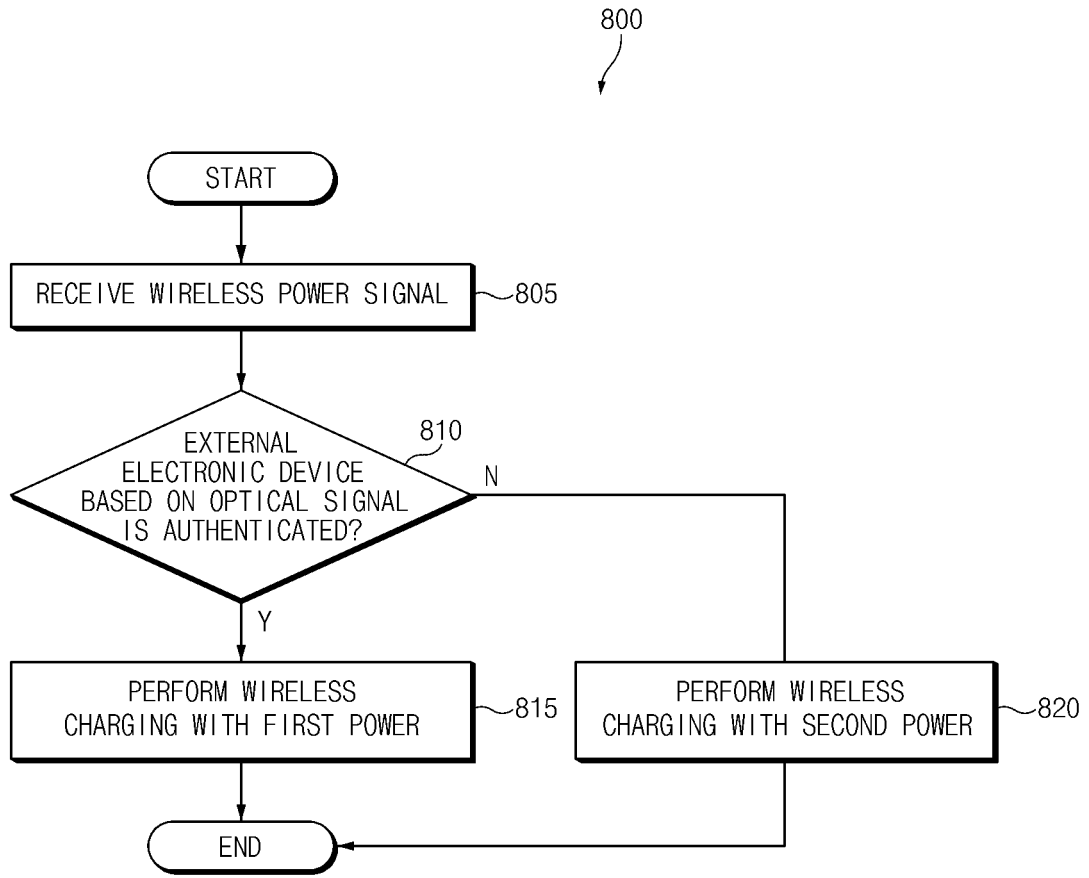 800
START
RECEIVE WIRELESS POWER SIGNAL
805
EXTERNAL
ELECTRONIC DEVICE
BASED ON OPTICAL SIGNAL
IS AUTHENTICATED?
810
N
Y
PERFORM WIRELESS
CHARGING WITH FIRST POWER
815
PERFORM WIRELESS
CHARGING WITH SECOND POWER
820
END